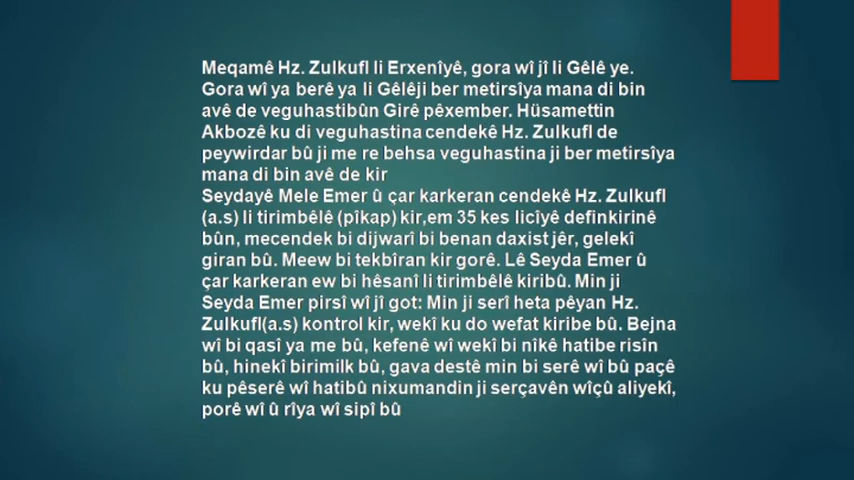 Meqamê Hz. Zulkufl li Erxenîyê, gora wî jî li Gêlê ye.
Gora wî ya berê ya li Gêlêji ber metirsîya mana di bin
avê de veguhastibûn Girê pêxember. Hüsamettin
Akbozê ku di veguhastina cendekê Hz. Zulkufl de
peywirdar bû ji me re behsa veguhastina ji ber metirsîya
mana di bin avê de kir
Seydayê Mele Emer û çar karkeran cendekê Hz. Zulkufl
(a.s) li tirimbêlê (pîkap) kir,em 35 kes licîyê definkirinê
bûn, mecendek bi dijwarî bi benan daxist jêr, gelekî
giran bû. Meew bi tekbîran kir gorê. Lê Seyda Emer û
çar karkeran ew bi hêsanî li tirimbêlê kiribû. Min ji
Seyda Emer pirsî wî jî got: Min ji serî heta pêyan Hz.
Zulkufl(a.s) kontrol kir, wekî ku do wefat kiribe bû. Bejna
wî bi qasî ya me bû, kefenê wî wekî bi nîkê hatibe risîn
bû, hinekî birimilk bû, gava destê min bi serê wî bû paçê
ku pêserê wî hatibû nixumandin ji serçavên wîçû aliyekî,
porê wî û rîya wî sipî bû